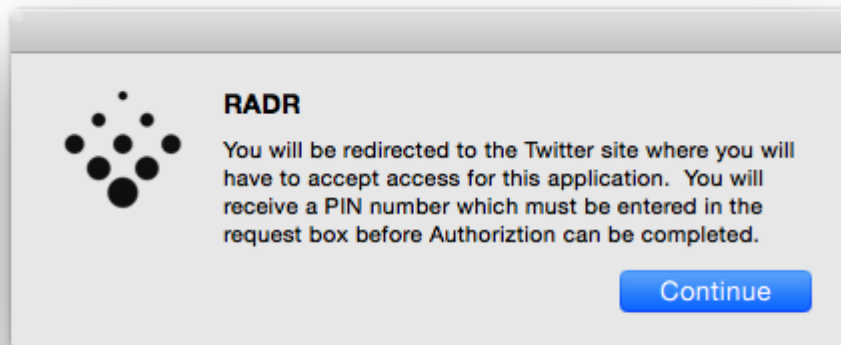 RADR
You will be redirected to the Twitter site where you will
have to accept access for this application.  You will
receive a PIN number which must be entered in the
request box before Authoriztion can be completed.
Continue